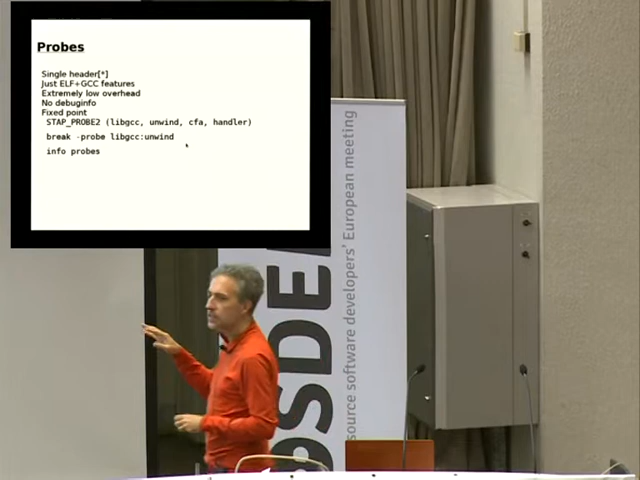 Probes
Single header[*]
Just ELF+GCC features
Extremely low overhead
No debuginfo
Fixed point
STAP_PROBE2 (libgcc, unwind, cfa, handler)
break -probe libgcc:unwind
info probes
OSDE
source software developers' European meeting